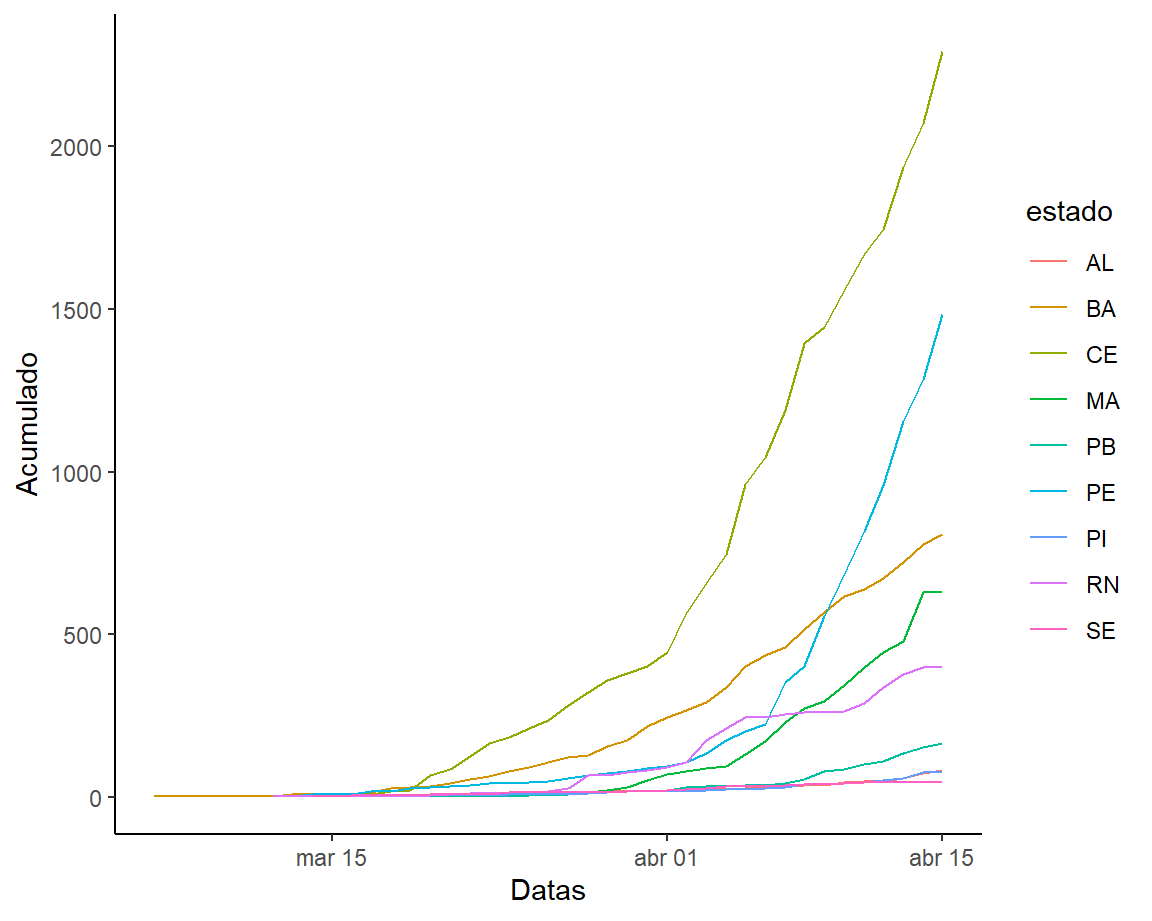 2000
1500
1000
500
0
Acumulado
mar 15
abr 01
abr 15
Datas
estado
AL
BA
CE
MA
PB
PE
PI
RN
SE